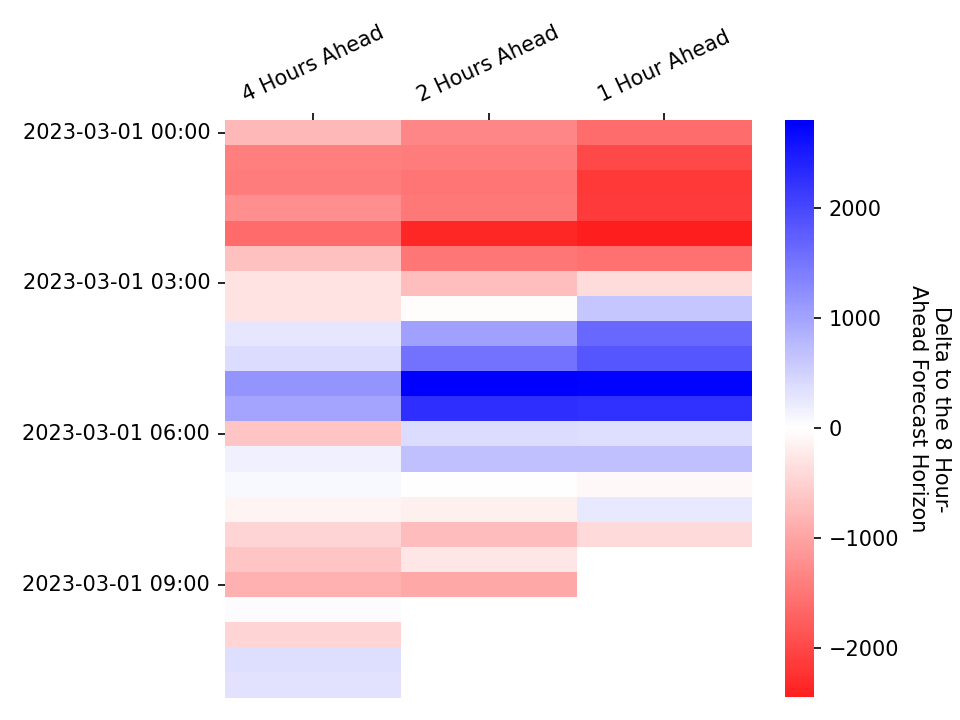 4 Hours Ahead
2 Hours Ahead
1 Hour Ahead
2023-03-01 00:00
2023-03-01 03:00
2023-03-01 06:00
2023-03-01 09:00
2000
1000
0
−1000
−2000
Delta to the 8 Hour-
Ahead Forecast Horizon